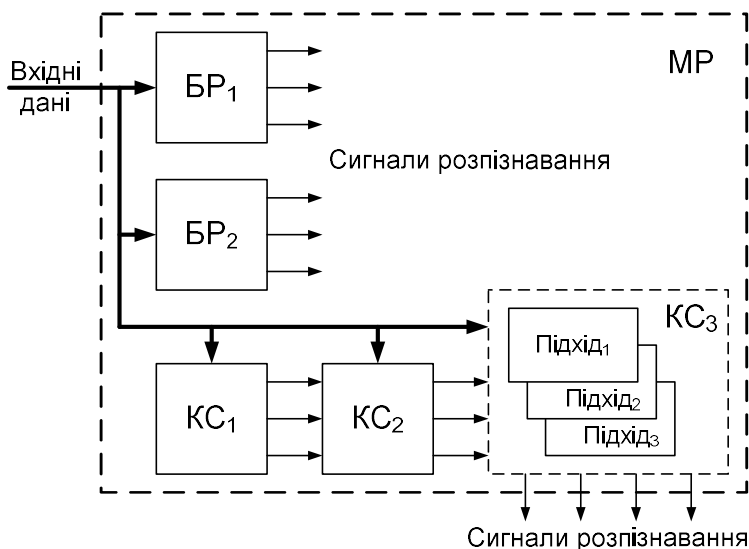 Вхідні
дані
БР₁
МР
Сигнали розпізнавання
БР₂
КС₃
Підхід₁
Підхід₂
Підхід₃
КС₁
КС₂
Сигнали розпізнавання